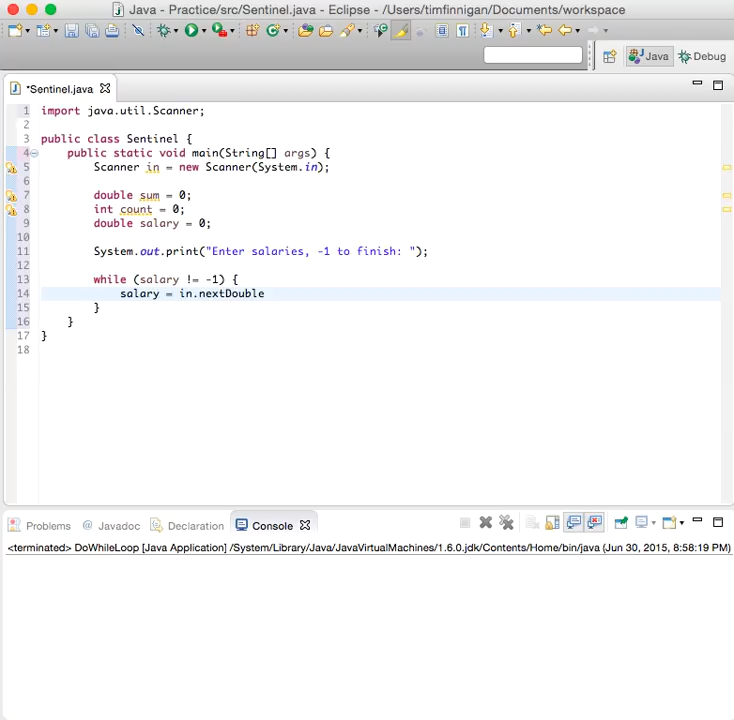 Java - Practice/src/Sentinel.java - Eclipse - /Users/timfinnigan/Documents/workspace
Java
Debug
*Sentinel.java
1 import java.util.Scanner;
2
3 public class Sentinel {
4     public static void main(String[] args) {
5         Scanner in = new Scanner(System.in);
6
7         double sum = 0;
8         int count = 0;
9         double salary = 0;
10
11         System.out.print("Enter salaries, -1 to finish: ");
12
13         while (salary != -1) {
14             salary = in.nextDouble
15         }
16     }
17 }
18
Problems @ Javadoc Declaration Console
<terminated> DoWhileLoop [Java Application] /System/Library/Java/JavaVirtualMachines/1.6.0.jdk/Contents/Home/bin/java (Jun 30, 2015, 8:58:19 PM)